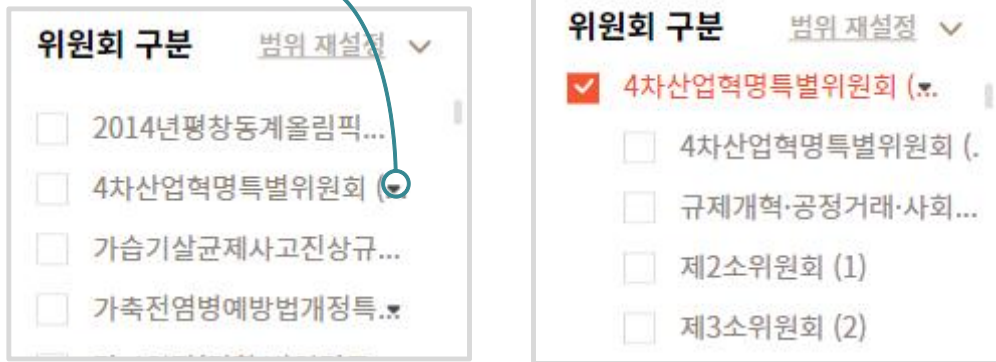 위원회 구분 범위 재설정
2014년평창동계올림픽...
4차산업혁명특별위원회 (
가습기살균제사고진상규...
가축전염병예방법개정특.
위원회 구분 범위 재설정
4차산업혁명특별위원회 (.
4차산업혁명특별위원회 (.
규제개혁·공정거래·사회...
제2소위원회 (1)
제3소위원회 (2)